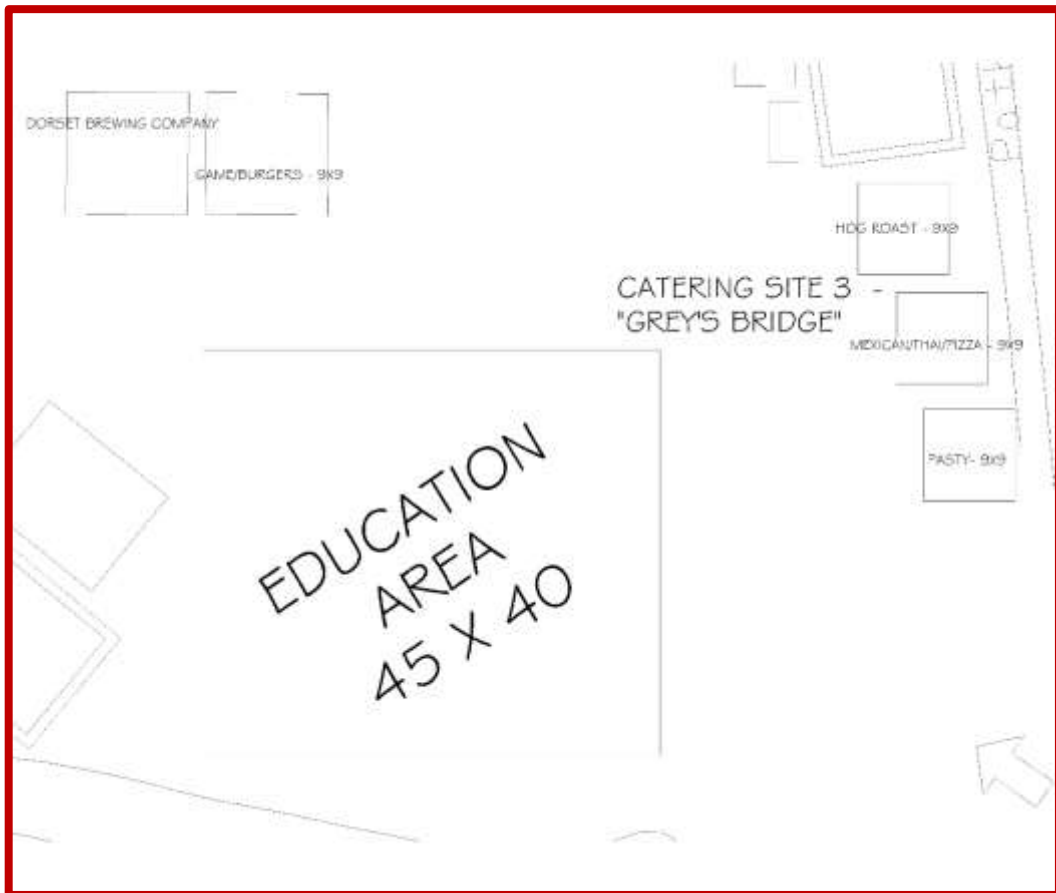 DORSET BREWING COMPANY
GAME/BURGERS - 9X9
HOG ROAST - 9X9
CATERING SITE 3 -
"GREY'S BRIDGE"
MEXICAN/THAI/PIZZA - 9X9
PASTY- 9X9
EDUCATION
AREA
45 X 40